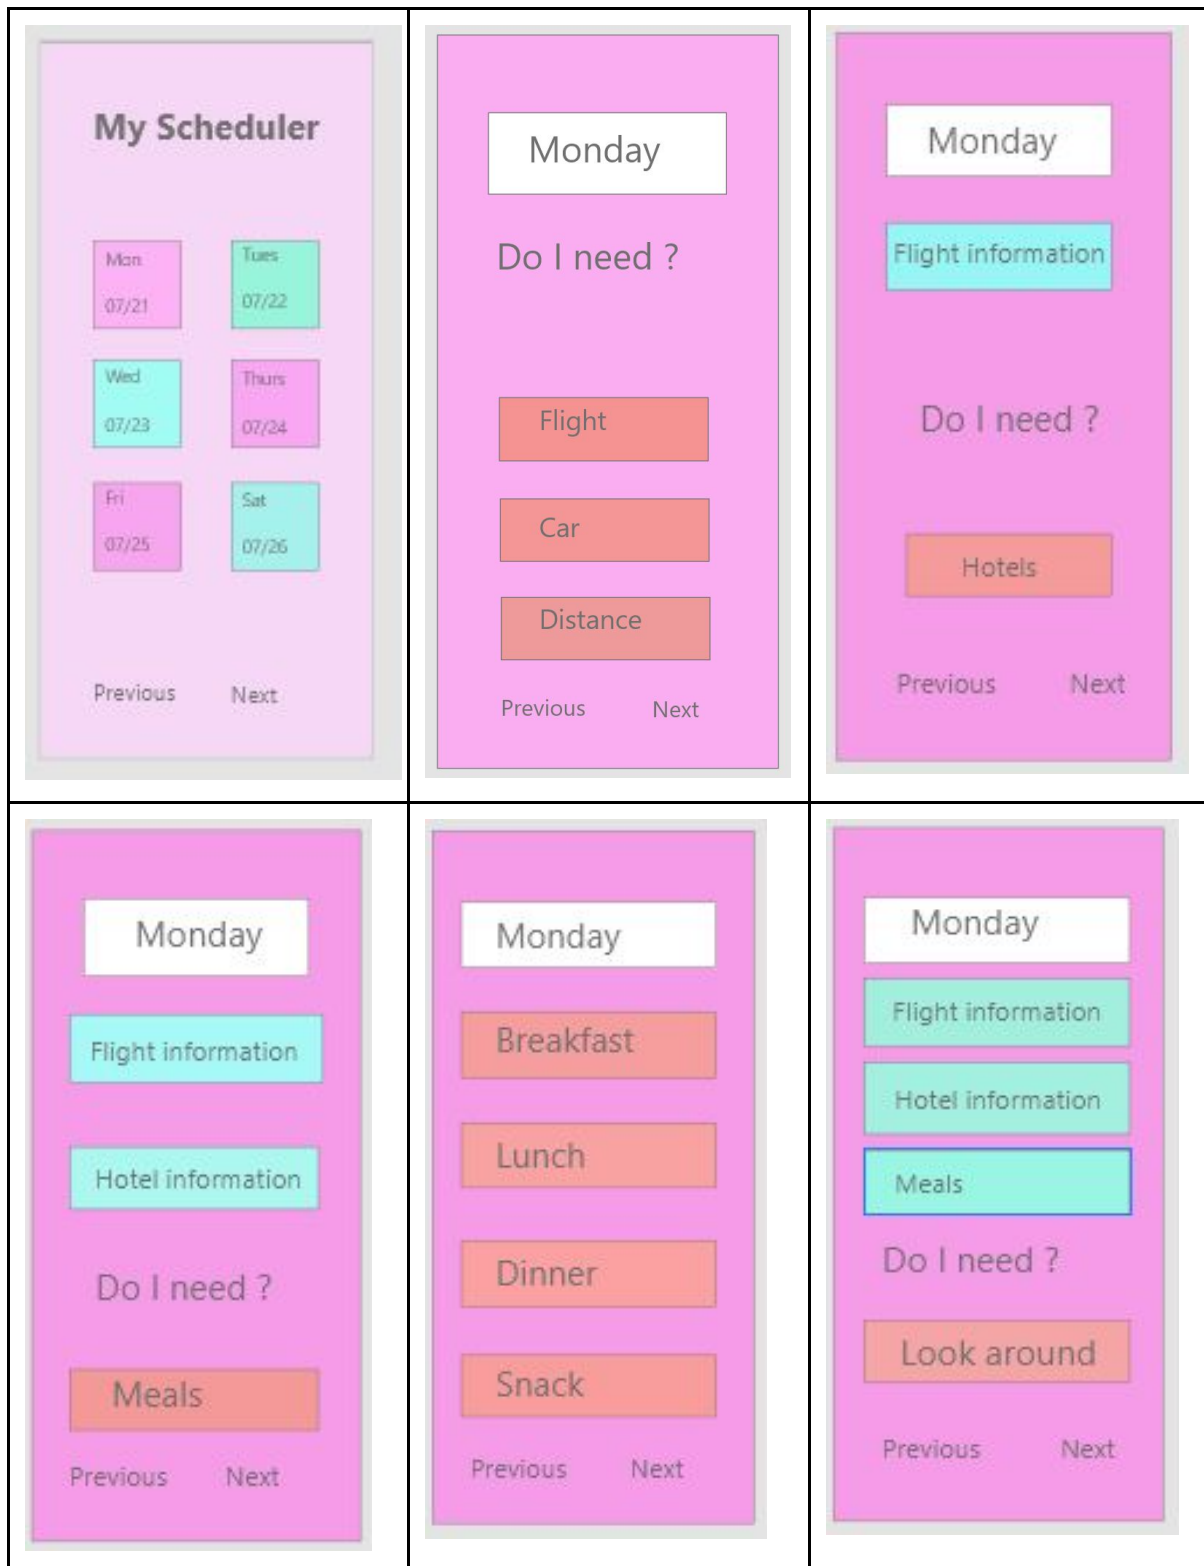 My Scheduler
Mon
07/21
Tues
07/22
Wed
07/23
Thurs
07/24
Fri
07/25
Sat
07/26
Previous Next
Monday
Do I need ?
Flight
Car
Distance
Previous Next
Monday
Flight information
Do I need ?
Hotels
Previous Next
Monday
Flight information
Hotel information
Do I need ?
Meals
Previous Next
Monday
Breakfast
Lunch
Dinner
Snack
Previous Next
Monday
Flight information
Hotel information
Meals
Do I need ?
Look around
Previous Next